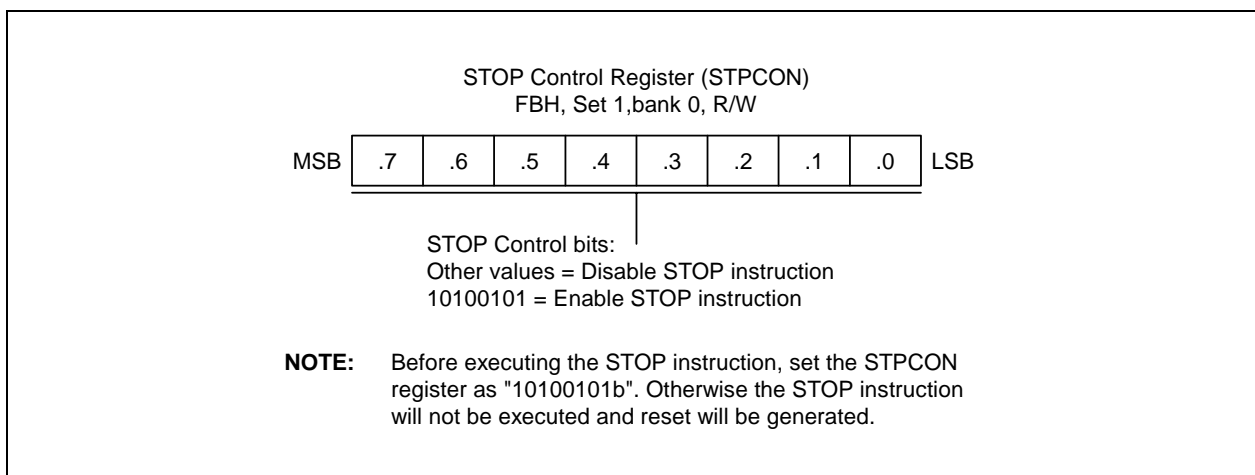 STOP Control Register (STPCON)
FBH, Set 1,bank 0, R/W
MSB .7 .6 .5 .4 .3 .2 .1 .0 LSB
STOP Control bits:
Other values = Disable STOP instruction
10100101 = Enable STOP instruction
NOTE: Before executing the STOP instruction, set the STPCON
register as "10100101b". Otherwise the STOP instruction
will not be executed and reset will be generated.